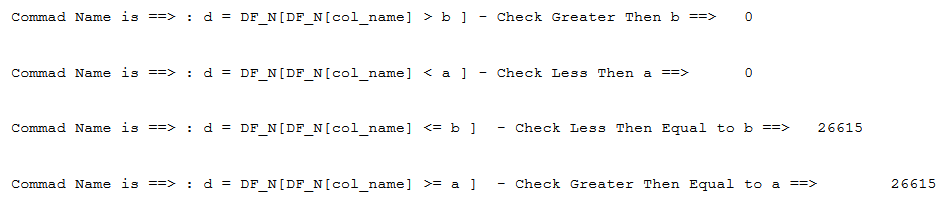 Commad Name is ==> : d = DF_N[DF_N[col_name] > b ] - Check Greater Then b ==>   0
Commad Name is ==> : d = DF_N[DF_N[col_name] < a ] - Check Less Then a ==>      0
Commad Name is ==> : d = DF_N[DF_N[col_name] <= b ]  - Check Less Then Equal to b ==>   26615
Commad Name is ==> : d = DF_N[DF_N[col_name] >= a ]  - Check Greater Then Equal to a ==>        26615